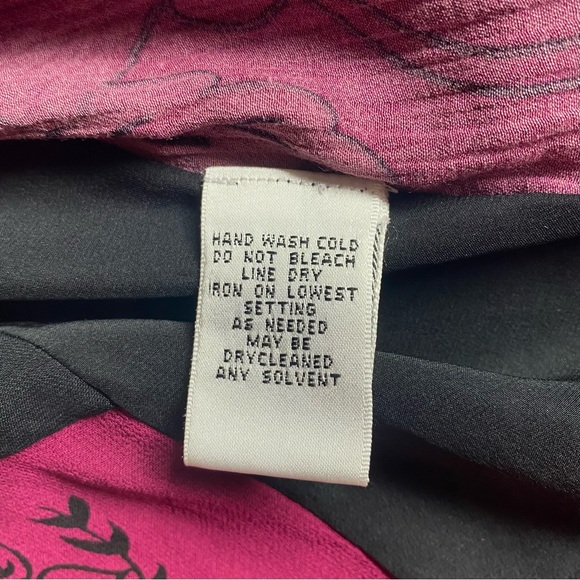 HAND WASH COLD
DO NOT BLEACH
LINE DRY
IRON ON LOWEST
SETTING
AS NEEDED
MAY BE
DRYCLEANED
ANY SOLVENT